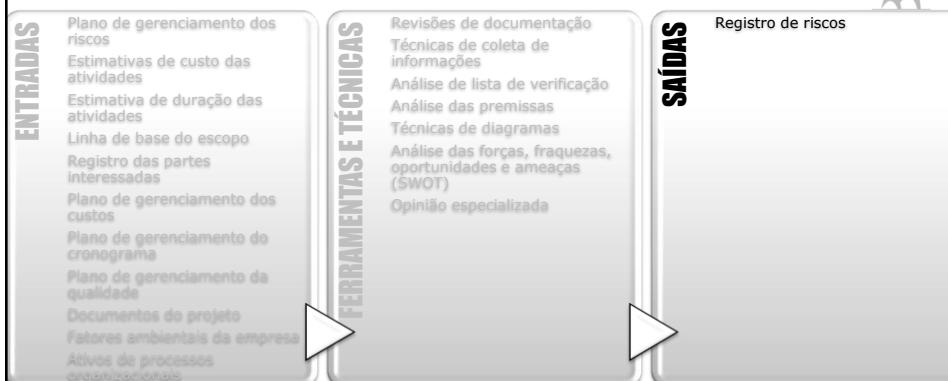 ENTRADAS
Plano de gerenciamento dos
riscos
Estimativas de custo das
atividades
Estimativa de duração das
atividades
Linha de base do escopo
Registro das partes
interessadas
Plano de gerenciamento dos
custos
Plano de gerenciamento do
cronograma
Plano de gerenciamento da
qualidade
Documentos do projeto
Fatores ambientais da empresa
Ativos de processos
organizacionais
FERRAMENTAS E TÉCNICAS
Revisões de documentação
Técnicas de coleta de
informações
Análise de lista de verificação
Análise das premissas
Técnicas de diagramas
Análise das forças, fraquezas,
oportunidades e ameaças
(SWOT)
Opinião especializada
SAÍDAS
Registro de riscos